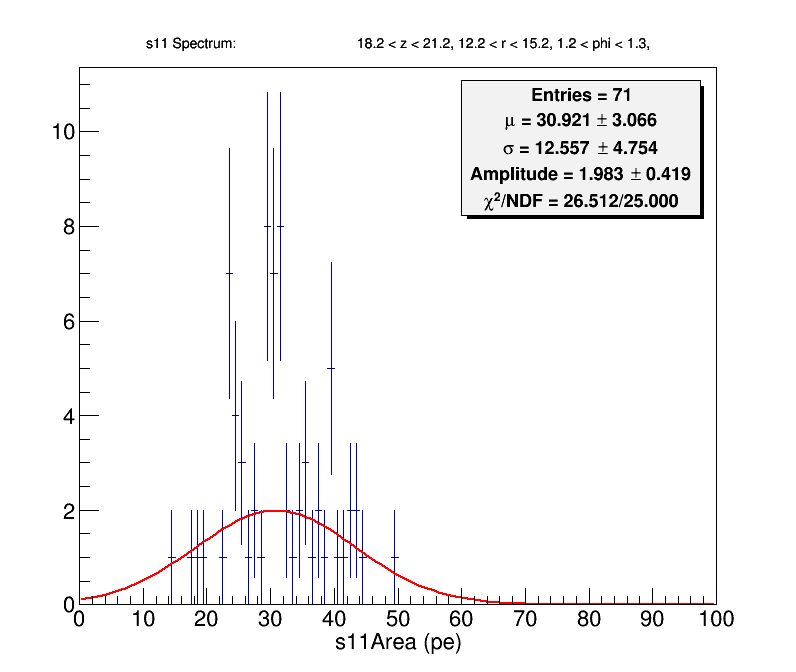 s11 Spectrum: 18.2 < z < 21.2, 12.2 < r < 15.2, 1.2 < phi < 1.3,
Entries = 71
μ = 30.921 ± 3.066
σ = 12.557 ± 4.754
Amplitude = 1.983 ± 0.419
χ²/NDF = 26.512/25.000
10
8
6
4
2
0
0 10 20 30 40 50 60 70 80 90 100
s11Area (pe)